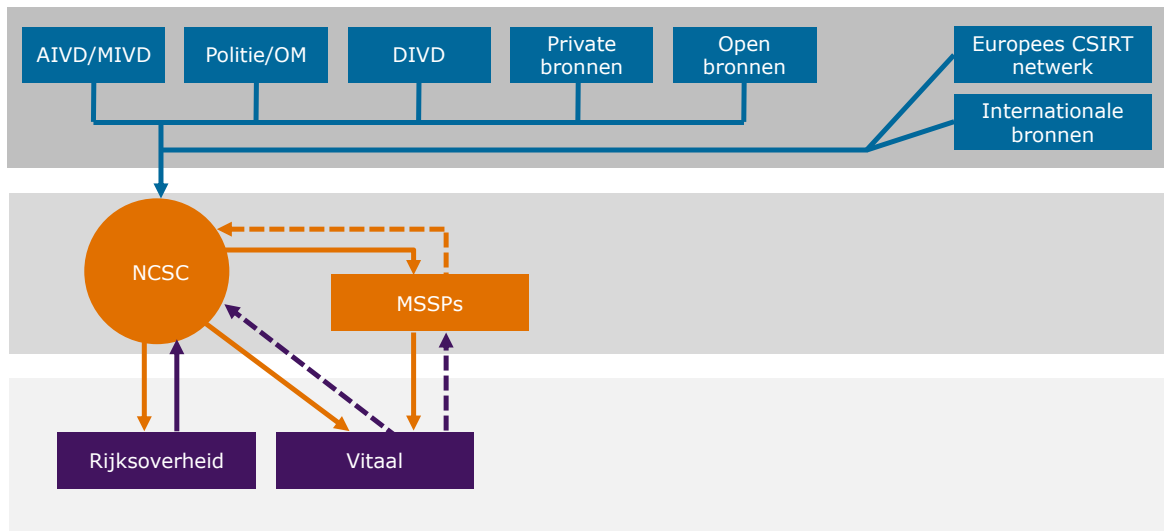 AIVD/MIVD
Politie/OM
DIVD
Private
bronnen
Open
bronnen
Europees CSIRT
netwerk
Internationale
bronnen
NCSC
MSSPs
Rijksoverheid
Vitaal